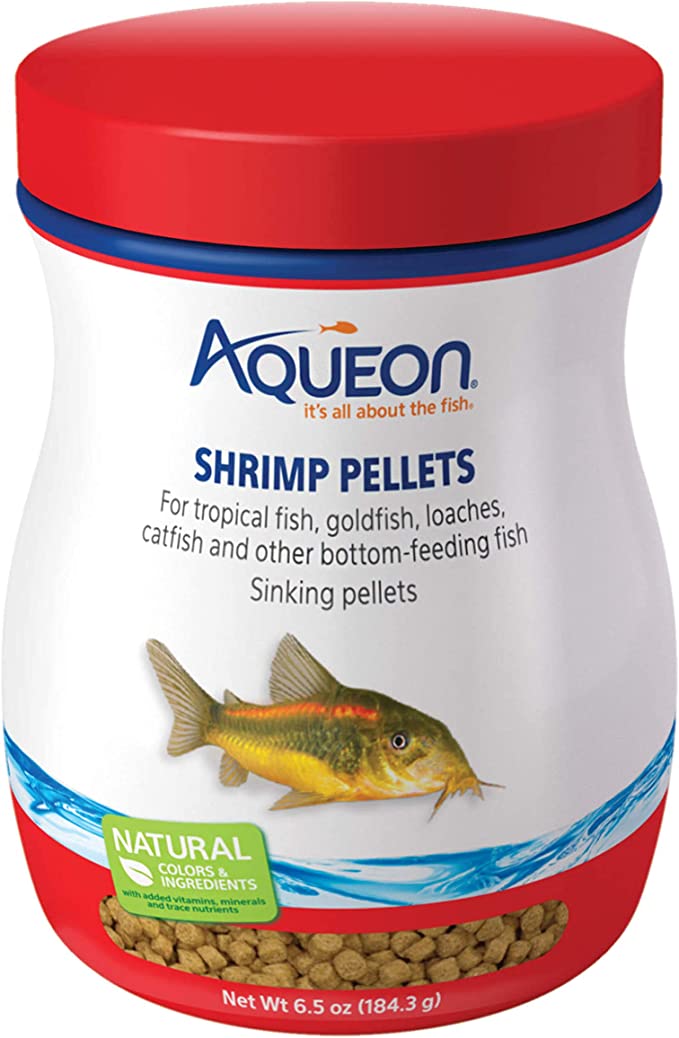 AQUEON®
it's all about the fish®
SHRIMP PELLETS
For tropical fish, goldfish, loaches,
catfish and other bottom-feeding fish
Sinking pellets
NATURAL
COLORS &
INGREDIENTS
with added vitamins, minerals
and trace nutrients
Net Wt 6.5 oz (184.3 g)